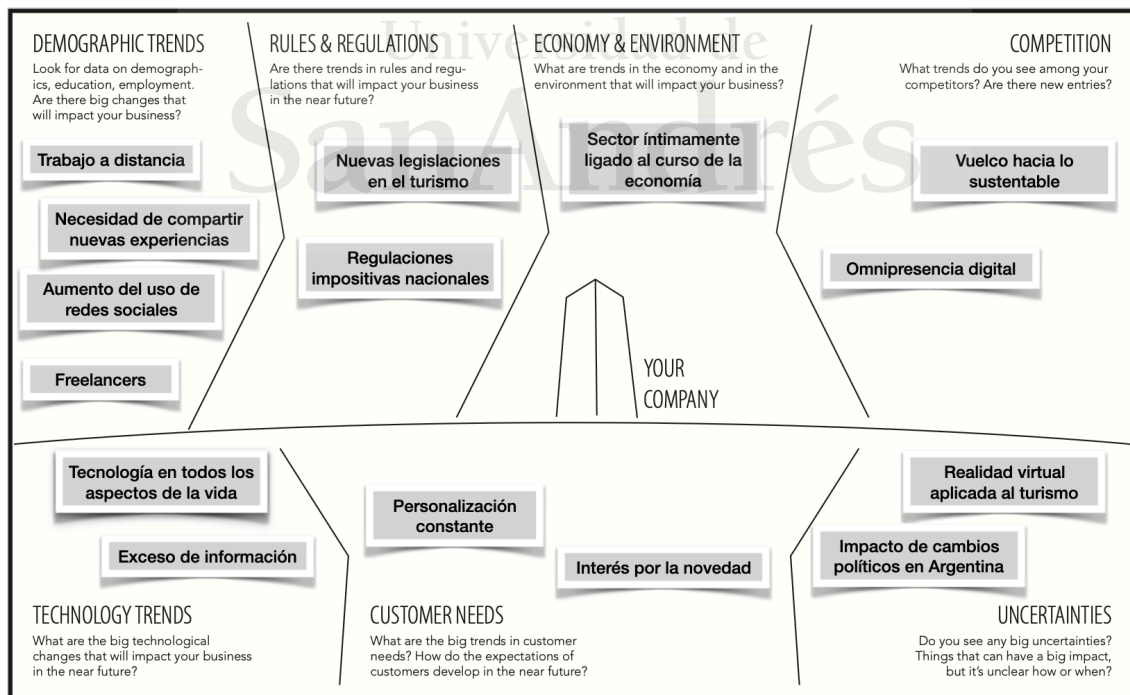 Universidad de
SanAndrés
DEMOGRAPHIC TRENDS
Look for data on demograph-
ics, education, employment.
Are there big changes that
will impact your business?
Trabajo a distancia
Necesidad de compartir
nuevas experiencias
Aumento del uso de
redes sociales
Freelancers
RULES & REGULATIONS
Are there trends in rules and regu-
lations that will impact your business
in the near future?
Nuevas legislaciones
en el turismo
Regulaciones
impositivas nacionales
ECONOMY & ENVIRONMENT
What are trends in the economy and in the
environment that will impact your business?
Sector íntimamente
ligado al curso de la
economía
COMPETITION
What trends do you see among your
competitors? Are there new entries?
Vuelco hacia lo
sustentable
Omnipresencia digital
YOUR
COMPANY
Tecnología en todos los
aspectos de la vida
Exceso de información
TECHNOLOGY TRENDS
What are the big technological
changes that will impact your business
in the near future?
Personalización
constante
Interés por la novedad
CUSTOMER NEEDS
What are the big trends in customer
needs? How do the expectations of
customers develop in the near future?
Realidad virtual
aplicada al turismo
Impacto de cambios
políticos en Argentina
UNCERTAINTIES
Do you see any big uncertainties?
Things that can have a big impact,
but it's unclear how or when?